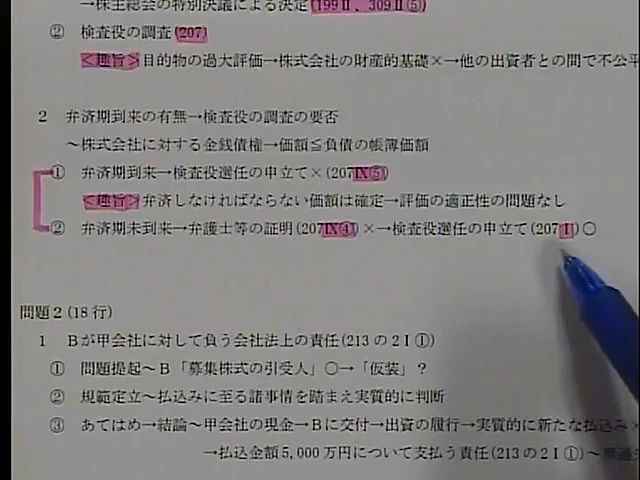 →株主総会の特別決議による決定(199Ⅱ、309Ⅱ⑤)
② 検査役の調査(207)
<趣旨>目的物の過大評価→株式会社の財産的基礎×→他の出資者との間で不公平
2 弁済期到来の有無→検査役の調査の要否
～株式会社に対する金銭債権→価額≦負債の帳簿価額
① 弁済期到来→検査役選任の申立て×(207Ⅸ⑤)
<趣旨>弁済しなければならない価額は確定→評価の適正性の問題なし
② 弁済期未到来→弁護士等の証明(207Ⅸ④)×→検査役選任の申立て(207Ⅰ)○
問題2(18行)
1 Bが甲会社に対して負う会社法上の責任(213の2Ⅰ①)
① 問題提起～B「募集株式の引受人」○→「仮装」？
② 規範定立～払込みに至る諸事情を踏まえ実質的に判断
③ あてはめ→結論～甲会社の現金→Bに交付→出資の履行→実質的に新たな払込み×
→払込金額5,000万円について支払う責任(213の2Ⅰ①)～